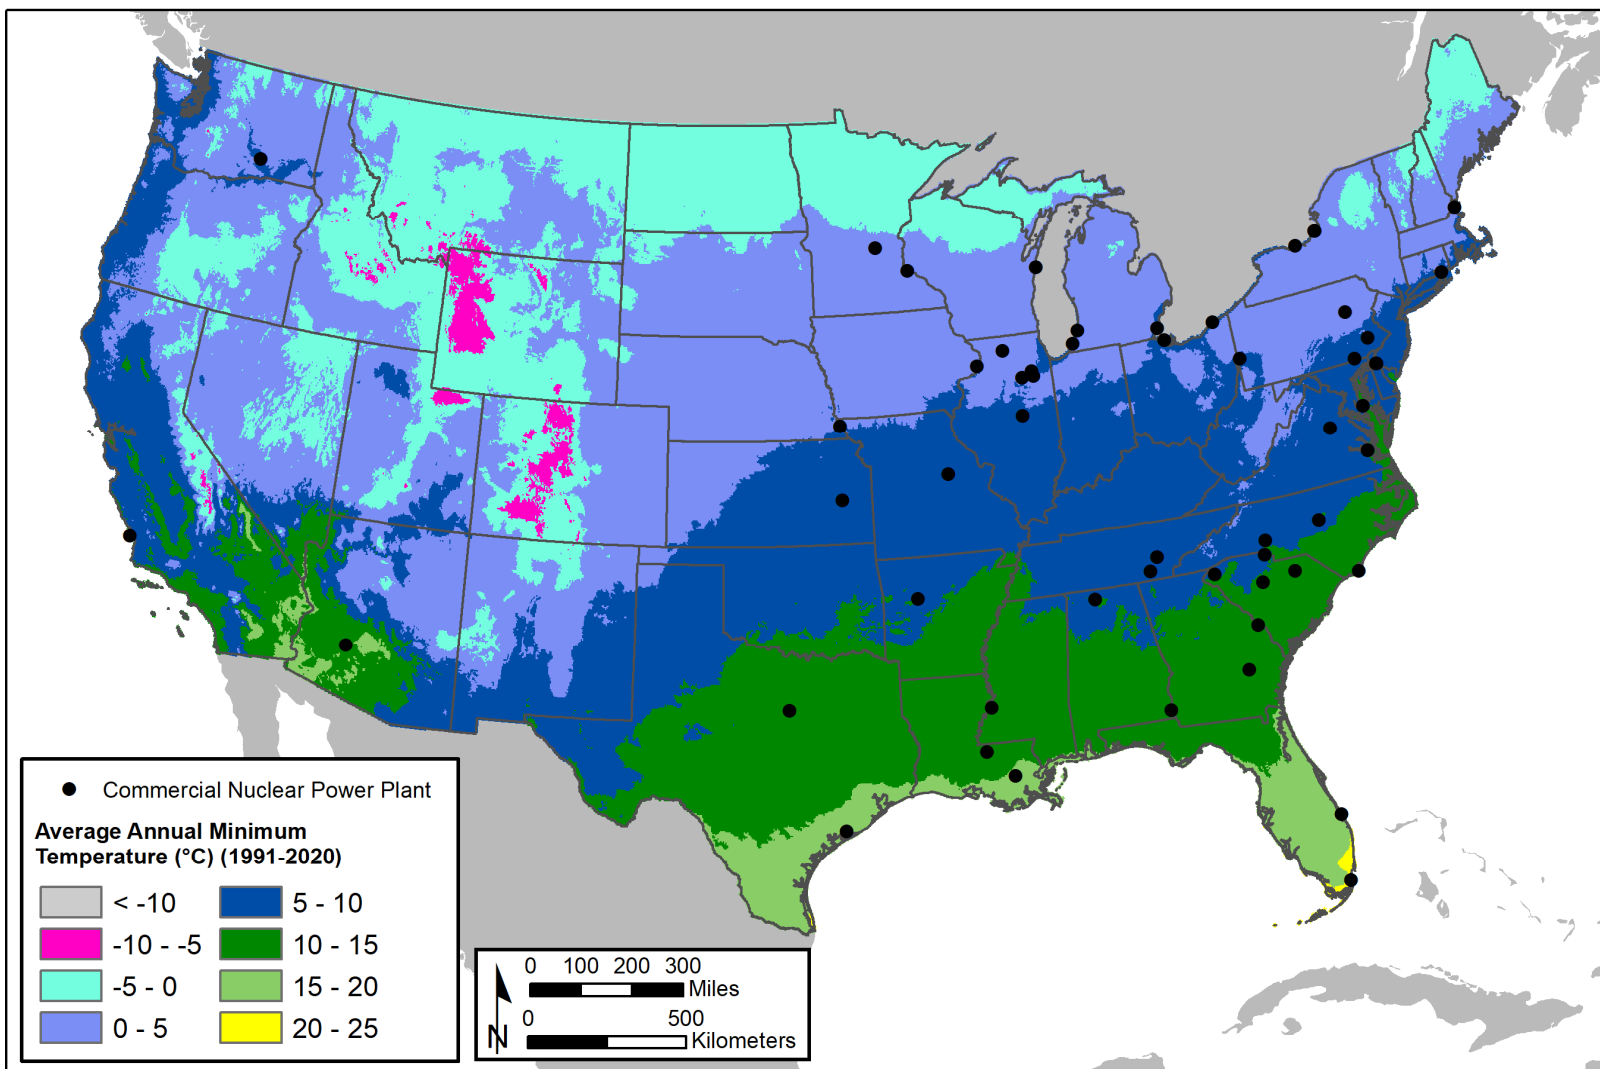 Commercial Nuclear Power Plant
Average Annual Minimum
Temperature (°C) (1991-2020)
< -10
5 - 10
-10 - -5
10 - 15
-5 - 0
15 - 20
0 - 5
20 - 25
0 100 200 300
Miles
0 500
Kilometers
N